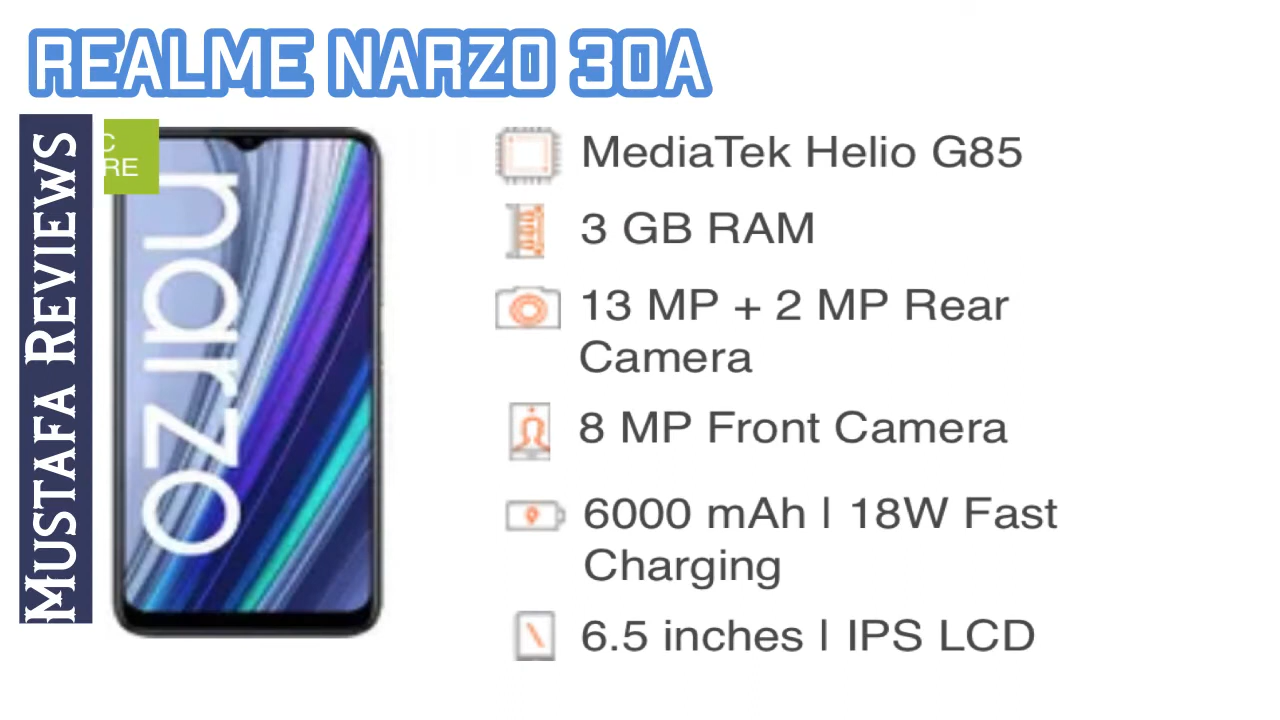 REALME NARZO 30A
MUSTAFA REVIEWS
C
RE
narzo
MediaTek Helio G85
3 GB RAM
13 MP + 2 MP Rear
Camera
8 MP Front Camera
6000 mAh | 18W Fast
Charging
6.5 inches | IPS LCD